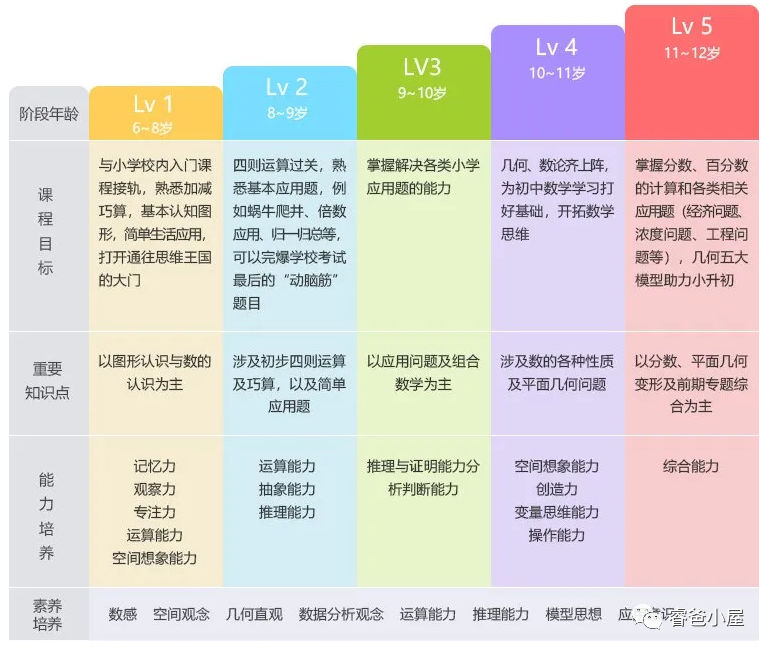 阶段年龄
Lv 1
6~8岁
Lv 2
8~9岁
LV3
9~10岁
Lv 4
10~11岁
Lv 5
11~12岁
课程目标
与小学校内入门课
程接轨，熟悉加减
巧算，基本认知图
形，简单生活应用，
打开通往思维王国
的大门
四则运算过关，熟
悉基本应用题，例
如蜗牛爬井、倍数
应用、归一归总等，
可以完爆学校考试
最后的“动脑筋”
题目
掌握解决各类小学
应用题的能力
几何、数论齐上阵，
为初中数学学习打
好基础，开拓数学
思维
掌握分数、百分数
的计算和各类相关
应用题（经济问题、
浓度问题、工程问
题等），几何五大
模型助力小升初
重要
知识点
以图形认识与数的
认识为主
涉及初步四则运算
及巧算，以及简单
应用题
以应用问题及组合
数学为主
涉及数的各种性质
及平面几何问题
以分数、平面几何
变形及前期专题综
合为主
能力培养
记忆力
观察力
专注力
运算能力
空间想象能力
运算能力
抽象能力
推理能力
推理与证明能力分
析判断能力
空间想象能力
创造力
变量思维能力
操作能力
综合能力
素养
培养
数感 空间观念 几何直观 数据分析观念 运算能力 推理能力 模型思想 应 识
睿爸小屋